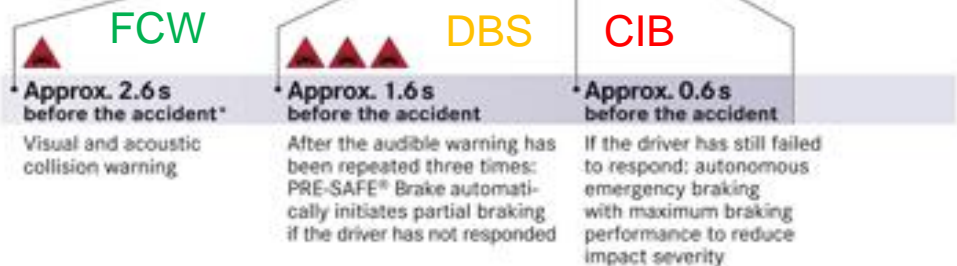 FCW
DBS
CIB
Approx. 2.6 s
before the accident*
Visual and acoustic
collision warning
Approx. 1.6 s
before the accident
After the audible warning has
been repeated three times:
PRE-SAFE® Brake automati-
cally initiates partial braking
if the driver has not responded
Approx. 0.6 s
before the accident
If the driver has still failed
to respond: autonomous
emergency braking
with maximum braking
performance to reduce
impact severity